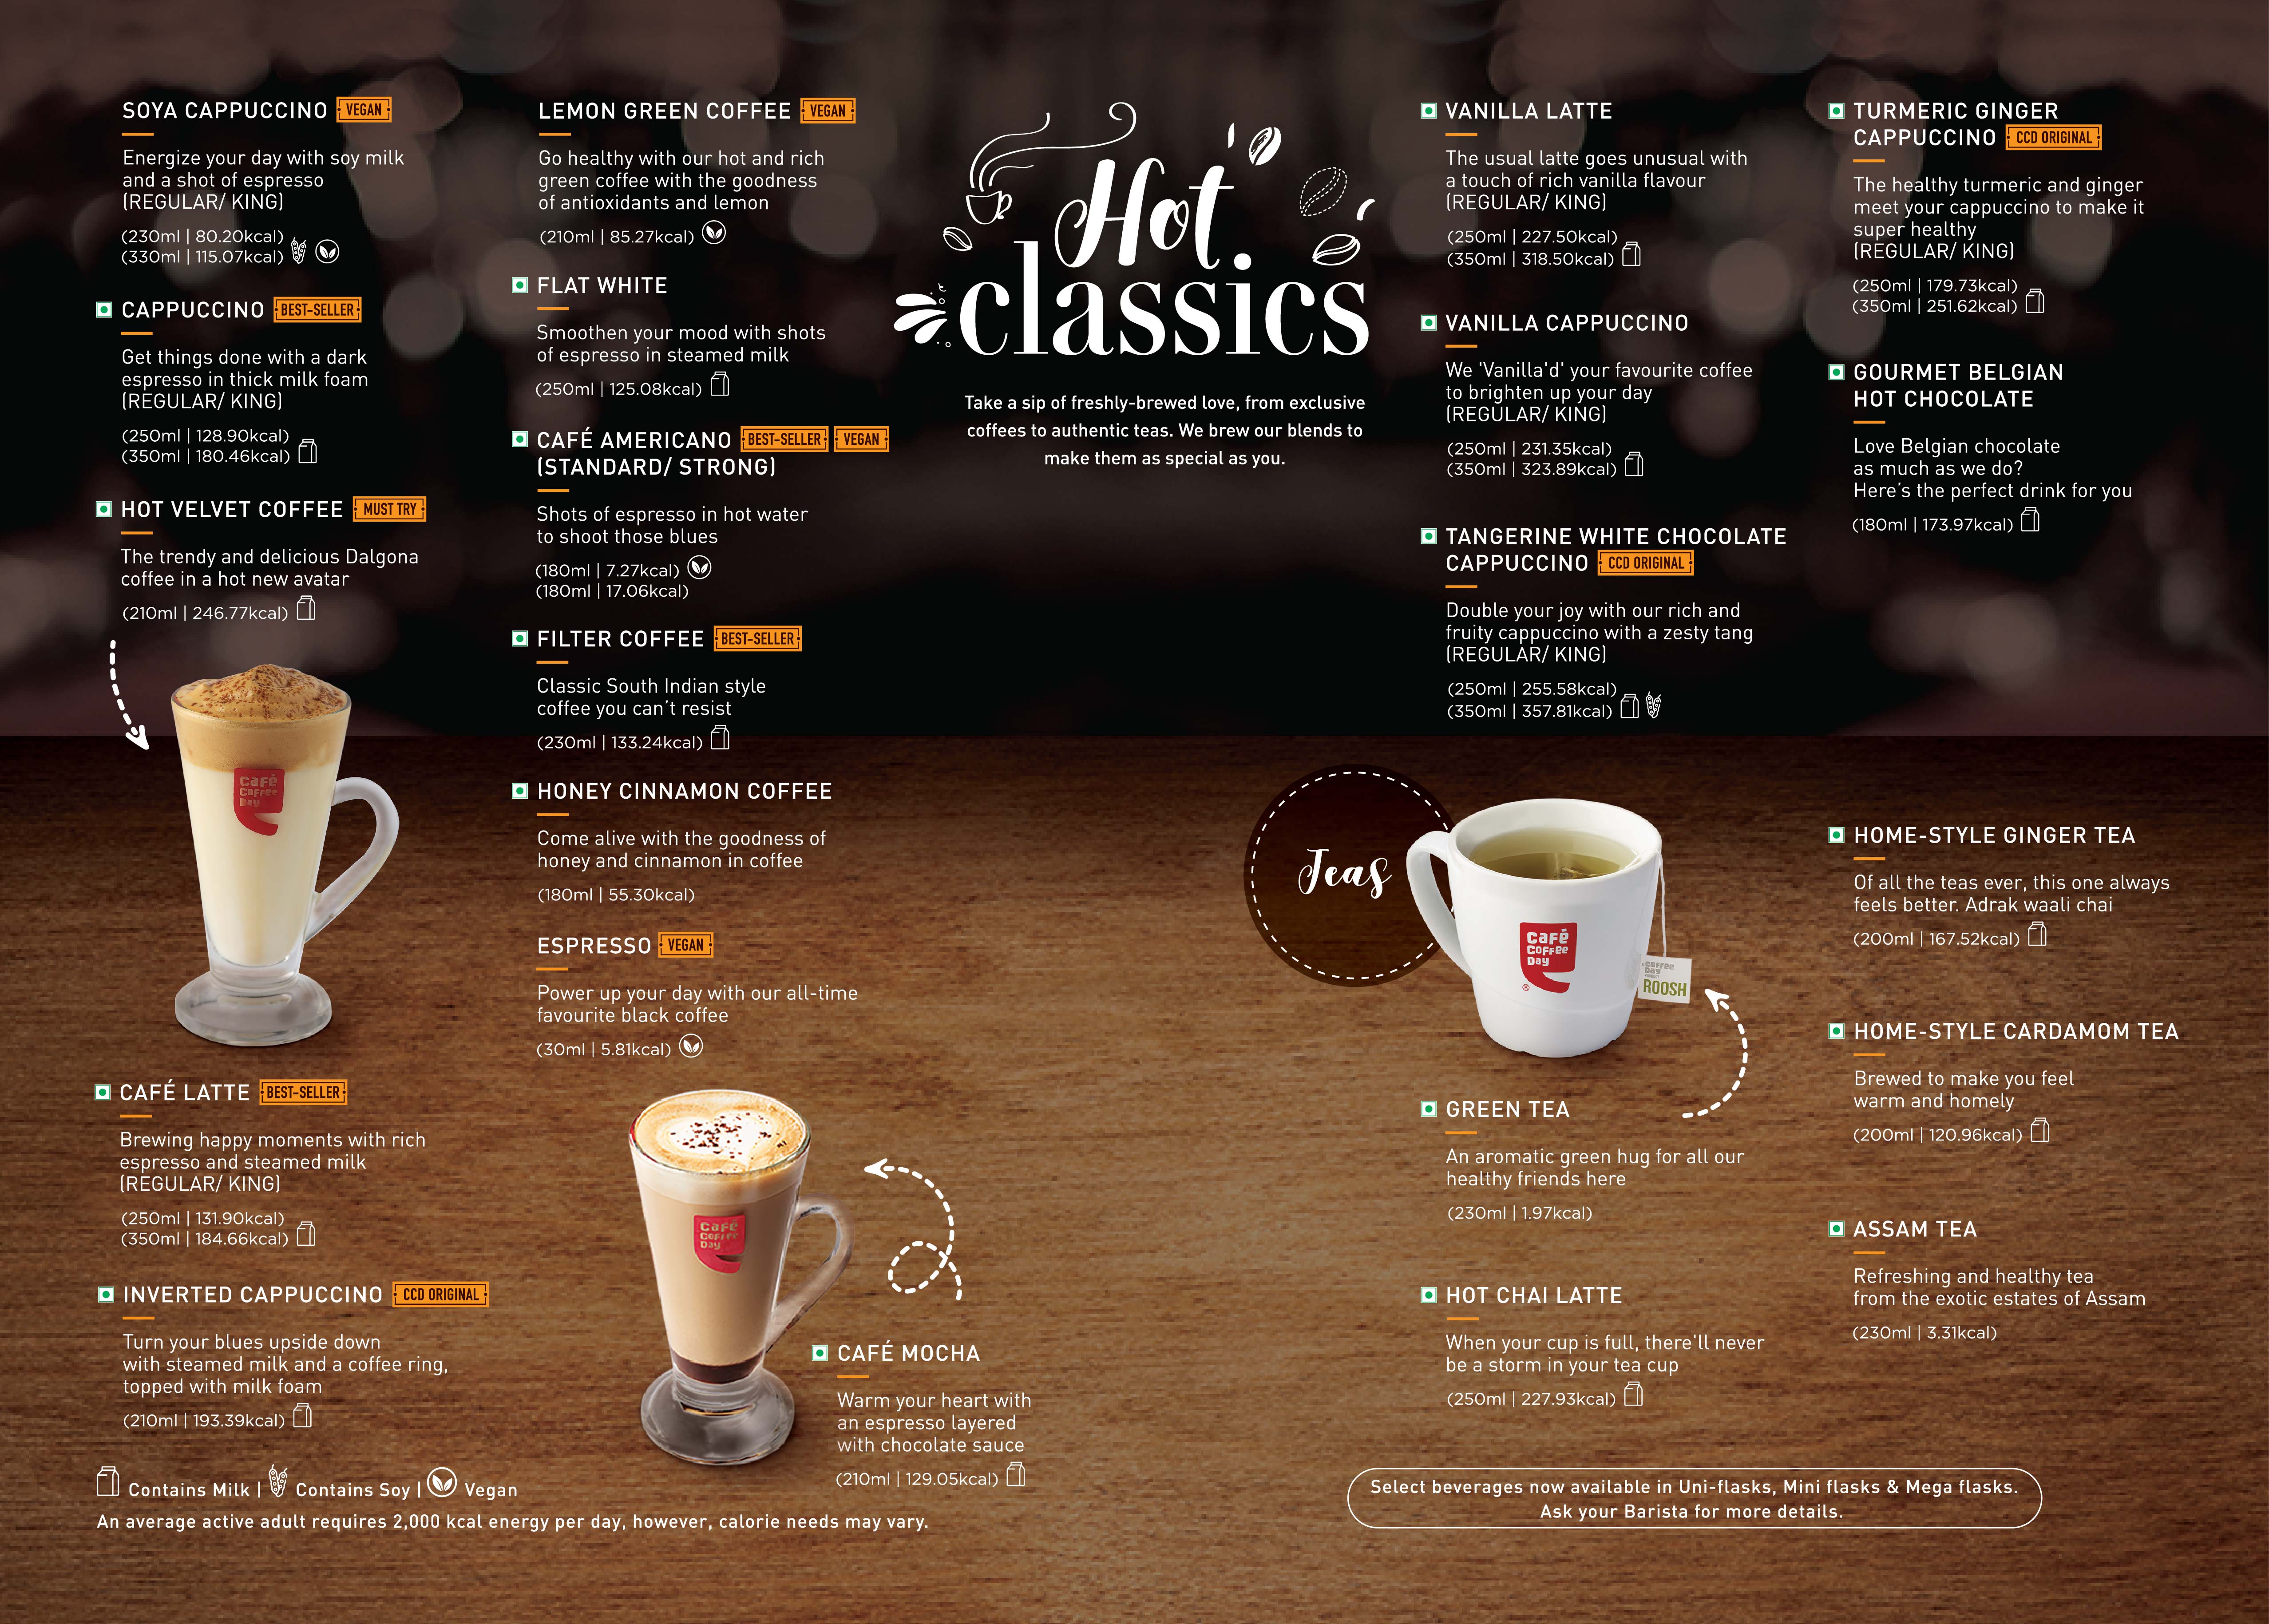 SOYA CAPPUCCINO VEGAN
Energize your day with soy milk
and a shot of espresso
(REGULAR/ KING)
(230ml | 80.20kcal)
(330ml | 115.07kcal)
CAPPUCCINO BEST-SELLER
Get things done with a dark
espresso in thick milk foam
(REGULAR/ KING)
(250ml | 128.90kcal)
(350ml | 180.46kcal)
HOT VELVET COFFEE MUST TRY
The trendy and delicious Dalgona
coffee in a hot new avatar
(210ml | 246.77kcal)
Café
Coffee
Day
CAFÉ LATTE BEST-SELLER
Brewing happy moments with rich
espresso and steamed milk
(REGULAR/ KING)
(250ml | 131.90kcal)
(350ml | 184.66kcal)
INVERTED CAPPUCCINO CCD ORIGINAL
Turn your blues upside down
with steamed milk and a coffee ring,
topped with milk foam
(210ml | 193.39kcal)
LEMON GREEN COFFEE VEGAN
Go healthy with our hot and rich
green coffee with the goodness
of antioxidants and lemon
(210ml | 85.27kcal)
FLAT WHITE
Smoothen your mood with shots
of espresso in steamed milk
(250ml | 125.08kcal)
CAFÉ AMERICANO BEST-SELLER VEGAN
(STANDARD/ STRONG)
Shots of espresso in hot water
to shoot those blues
(180ml | 7.27kcal)
(180ml | 17.06kcal)
FILTER COFFEE BEST-SELLER
Classic South Indian style
coffee you can't resist
(230ml | 133.24kcal)
HONEY CINNAMON COFFEE
Come alive with the goodness of
honey and cinnamon in coffee
(180ml | 55.30kcal)
ESPRESSO VEGAN
Power up your day with our all-time
favourite black coffee
(30ml | 5.81kcal)
Café
Coffee
Day
CAFÉ MOCHA
Warm your heart with
an espresso layered
with chocolate sauce
(210ml | 129.05kcal)
Hot
classics
Take a sip of freshly-brewed love, from exclusive
coffees to authentic teas. We brew our blends to
make them as special as you.
VANILLA LATTE
The usual latte goes unusual with
a touch of rich vanilla flavour
(REGULAR/ KING)
(250ml | 227.50kcal)
(350ml | 318.50kcal)
VANILLA CAPPUCCINO
We 'Vanilla'd' your favourite coffee
to brighten up your day
(REGULAR/ KING)
(250ml | 231.35kcal)
(350ml | 323.89kcal)
TANGERINE WHITE CHOCOLATE
CAPPUCCINO CCD ORIGINAL
Double your joy with our rich and
fruity cappuccino with a zesty tang
(REGULAR/ KING)
(250ml | 255.58kcal)
(350ml | 357.81kcal)
TURMERIC GINGER
CAPPUCCINO CCD ORIGINAL
The healthy turmeric and ginger
meet your cappuccino to make it
super healthy
(REGULAR/ KING)
(250ml | 179.73kcal)
(350ml | 251.62kcal)
GOURMET BELGIAN
HOT CHOCOLATE
Love Belgian chocolate
as much as we do?
Here's the perfect drink for you
(180ml | 173.97kcal)
Teas
Café
Coffee
Day
®
Coffee
Day
ROOSH
GREEN TEA
An aromatic green hug for all our
healthy friends here
(230ml | 1.97kcal)
HOT CHAI LATTE
When your cup is full, there'll never
be a storm in your tea cup
(250ml | 227.93kcal)
HOME-STYLE GINGER TEA
Of all the teas ever, this one always
feels better. Adrak waali chai
(200ml | 167.52kcal)
HOME-STYLE CARDAMOM TEA
Brewed to make you feel
warm and homely
(200ml | 120.96kcal)
ASSAM TEA
Refreshing and healthy tea
from the exotic estates of Assam
(230ml | 3.31kcal)
Contains Milk | Contains Soy | Vegan
An average active adult requires 2,000 kcal energy per day, however, calorie needs may vary.
Select beverages now available in Uni-flasks, Mini flasks & Mega flasks.
Ask your Barista for more details.